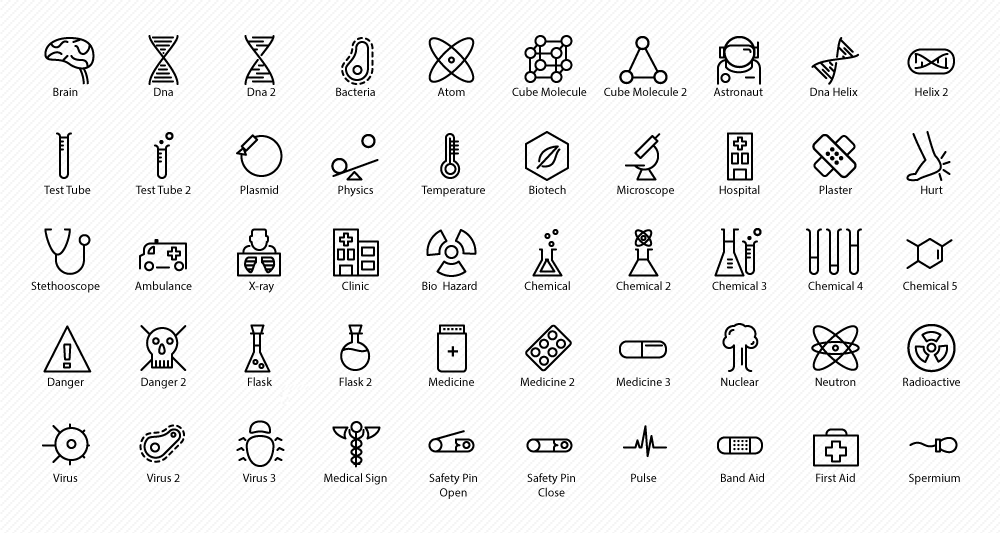 Brain Dna Dna 2 Bacteria Atom Cube Molecule Cube Molecule 2 Astronaut Dna Helix Helix 2
Test Tube Test Tube 2 Plasmid Physics Temperature Biotech Microscope Hospital Plaster Hurt
Stethooscope Ambulance X-ray Clinic Bio Hazard Chemical Chemical 2 Chemical 3 Chemical 4 Chemical 5
Danger Danger 2 Flask Flask 2 Medicine Medicine 2 Medicine 3 Nuclear Neutron Radioactive
Virus Virus 2 Virus 3 Medical Sign Safety Pin Safety Pin Pulse Band Aid First Aid Spermium
Open Close